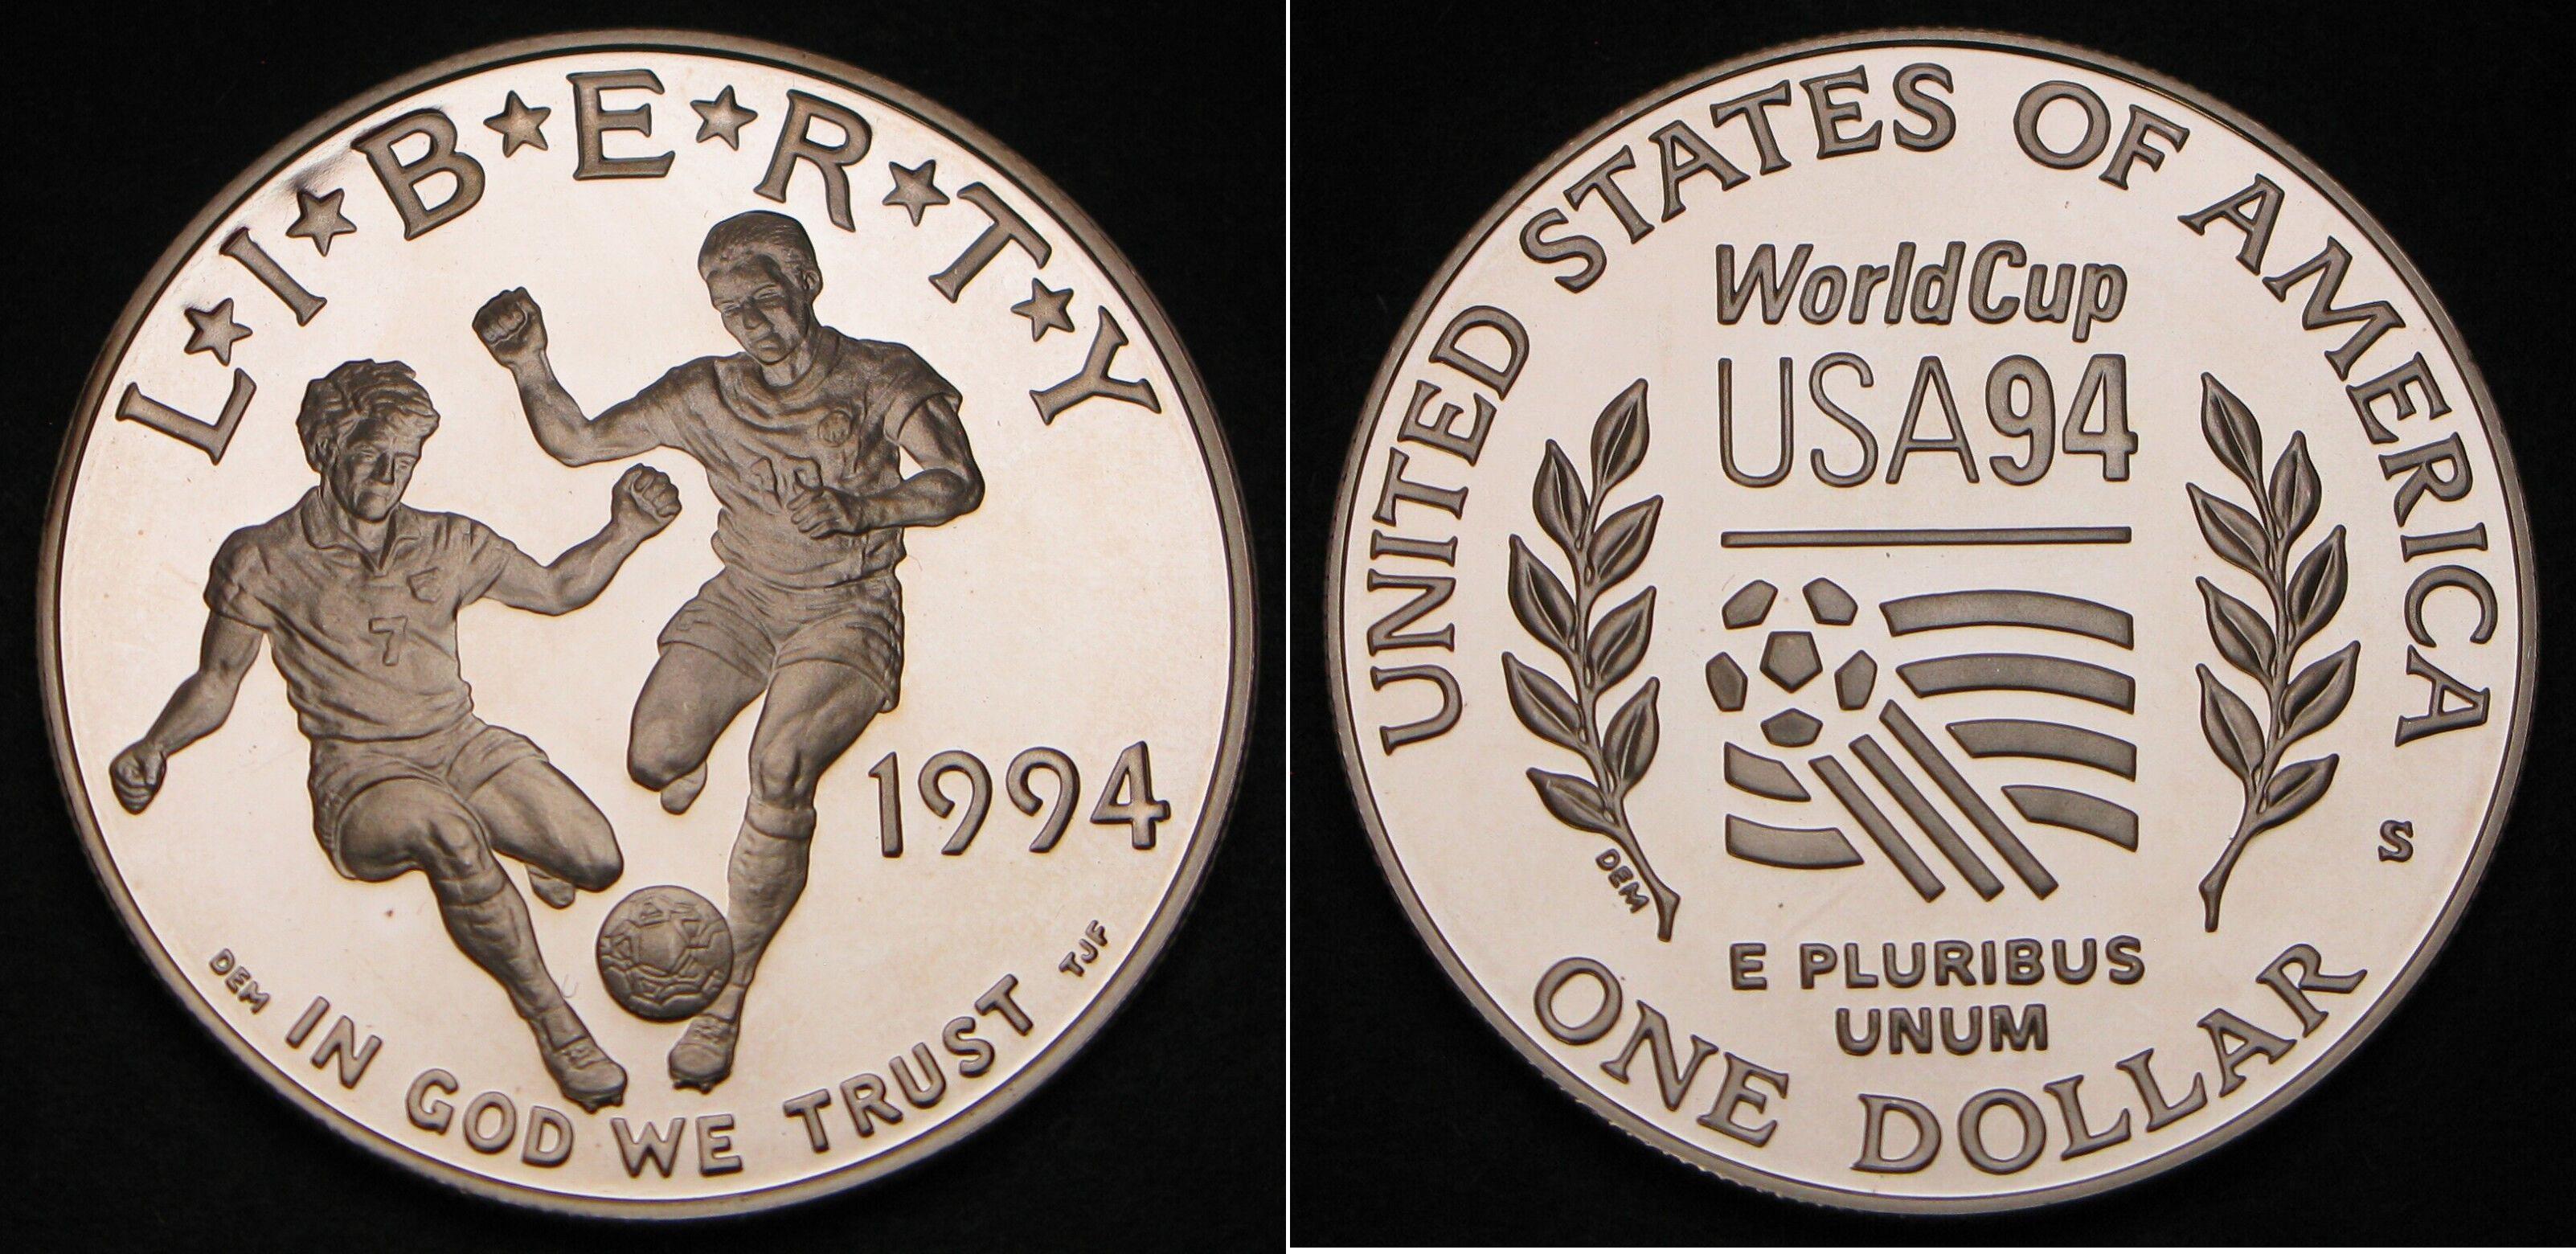 L★I★B★E★R★T★Y
7
1994
DEM
IN GOD WE TRUST
TJF
UNITED STATES OF AMERICA
WorldCup
USA94
DEM
S
E PLURIBUS
UNUM
ONE DOLLAR